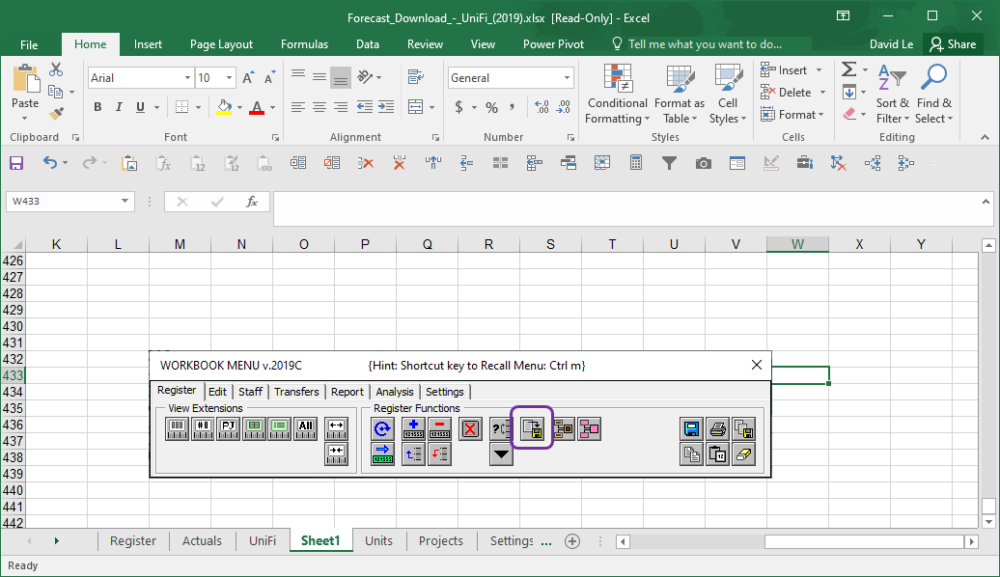 Forecast_Download_-_UniFi_(2019).xlsx [Read-Only] - Excel
File Home Insert Page Layout Formulas Data Review View Power Pivot Tell me what you want to do... David Le Share
Paste
Arial 10 A A
B I U A
General
$ % ,
Conditional Formatting
Format as Table
Cell Styles
Insert
Delete
Format
Sort & Filter
Find & Select
Clipboard Font Alignment Number Styles Cells Editing
W433 fx
K L M N O P Q R S T U V W X Y
426
427
428
429
430
431
432
433
434
435
436
437
438
439
440
441
442
WORKBOOK MENU v.2019C {Hint: Shortcut key to Recall Menu: Ctrl m}
Register Edit Staff Transfers Report Analysis Settings
View Extensions Register Functions
#8 PJ All
Register Actuals UniFi Sheet1 Units Projects Settings ...
Ready